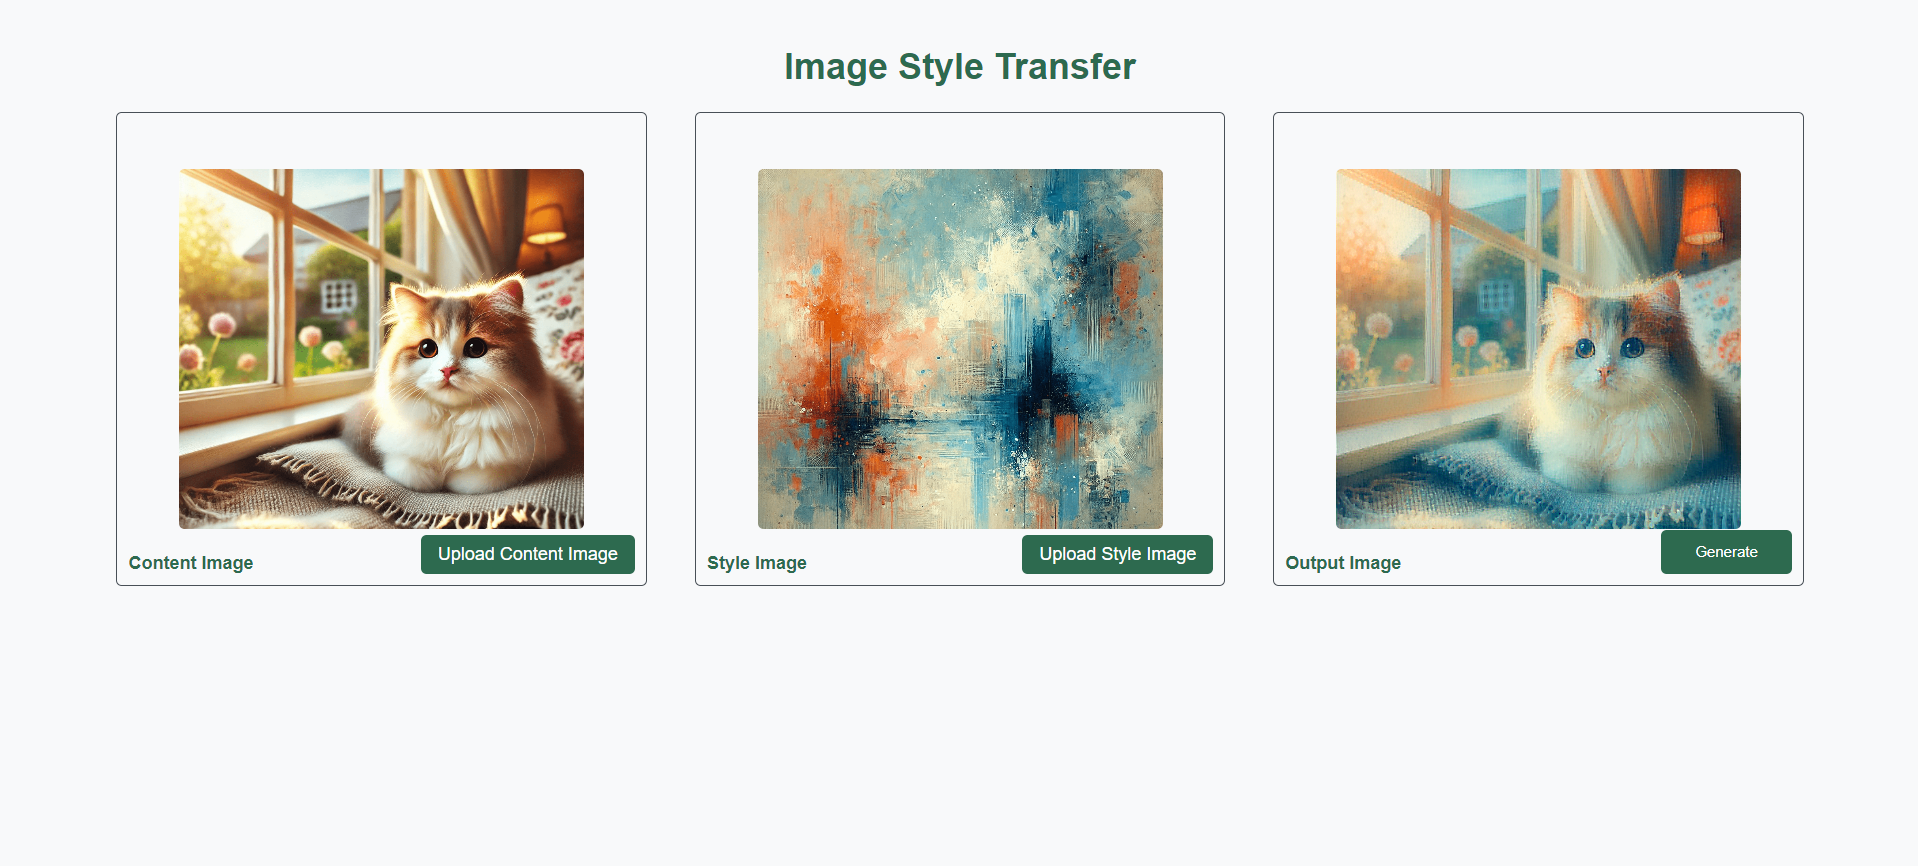 Image Style Transfer
Content Image
Upload Content Image
Style Image
Upload Style Image
Output Image
Generate